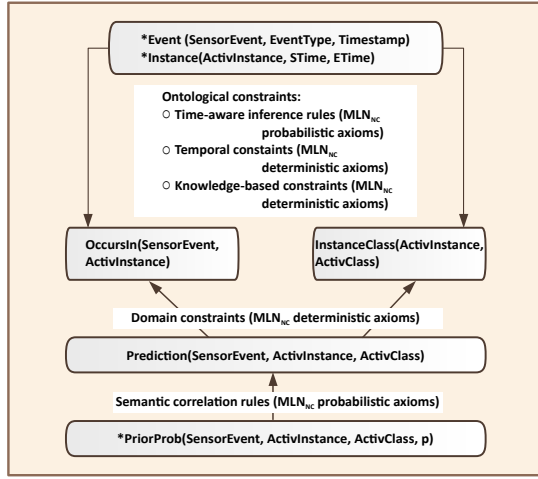 *Event (SensorEvent, EventType, Timestamp)
*Instance(ActivInstance, STime, ETime)
Ontological constraints:
○ Time-aware inference rules (MLN_NC
probabilistic axioms)
○ Temporal constaints (MLN_NC
deterministic axioms)
○ Knowledge-based constraints (MLN_NC
deterministic axioms)
OccursIn(SensorEvent,
ActivInstance)
InstanceClass(ActivInstance,
ActivClass)
Domain constraints (MLN_NC deterministic axioms)
Prediction(SensorEvent, ActivInstance, ActivClass)
Semantic correlation rules (MLN_NC probabilistic axioms)
*PriorProb(SensorEvent, ActivInstance, ActivClass, p)